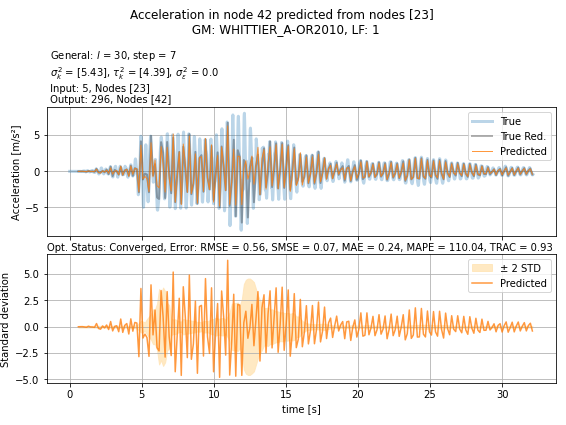 Acceleration in node 42 predicted from nodes [23]
GM: WHITTIER_A-OR2010, LF: 1
General: l = 30, step = 7
σ²ₖ = [5.43], τ²ₖ = [4.39], σ²ε = 0.0
Input: 5, Nodes [23]
Output: 296, Nodes [42]
Acceleration [m/s²]
5
0
−5
True
True Red.
Predicted
Opt. Status: Converged, Error: RMSE = 0.56, SMSE = 0.07, MAE = 0.24, MAPE = 110.04, TRAC = 0.93
Standard deviation
5.0
2.5
0.0
−2.5
−5.0
± 2 STD
Predicted
0 5 10 15 20 25 30
time [s]